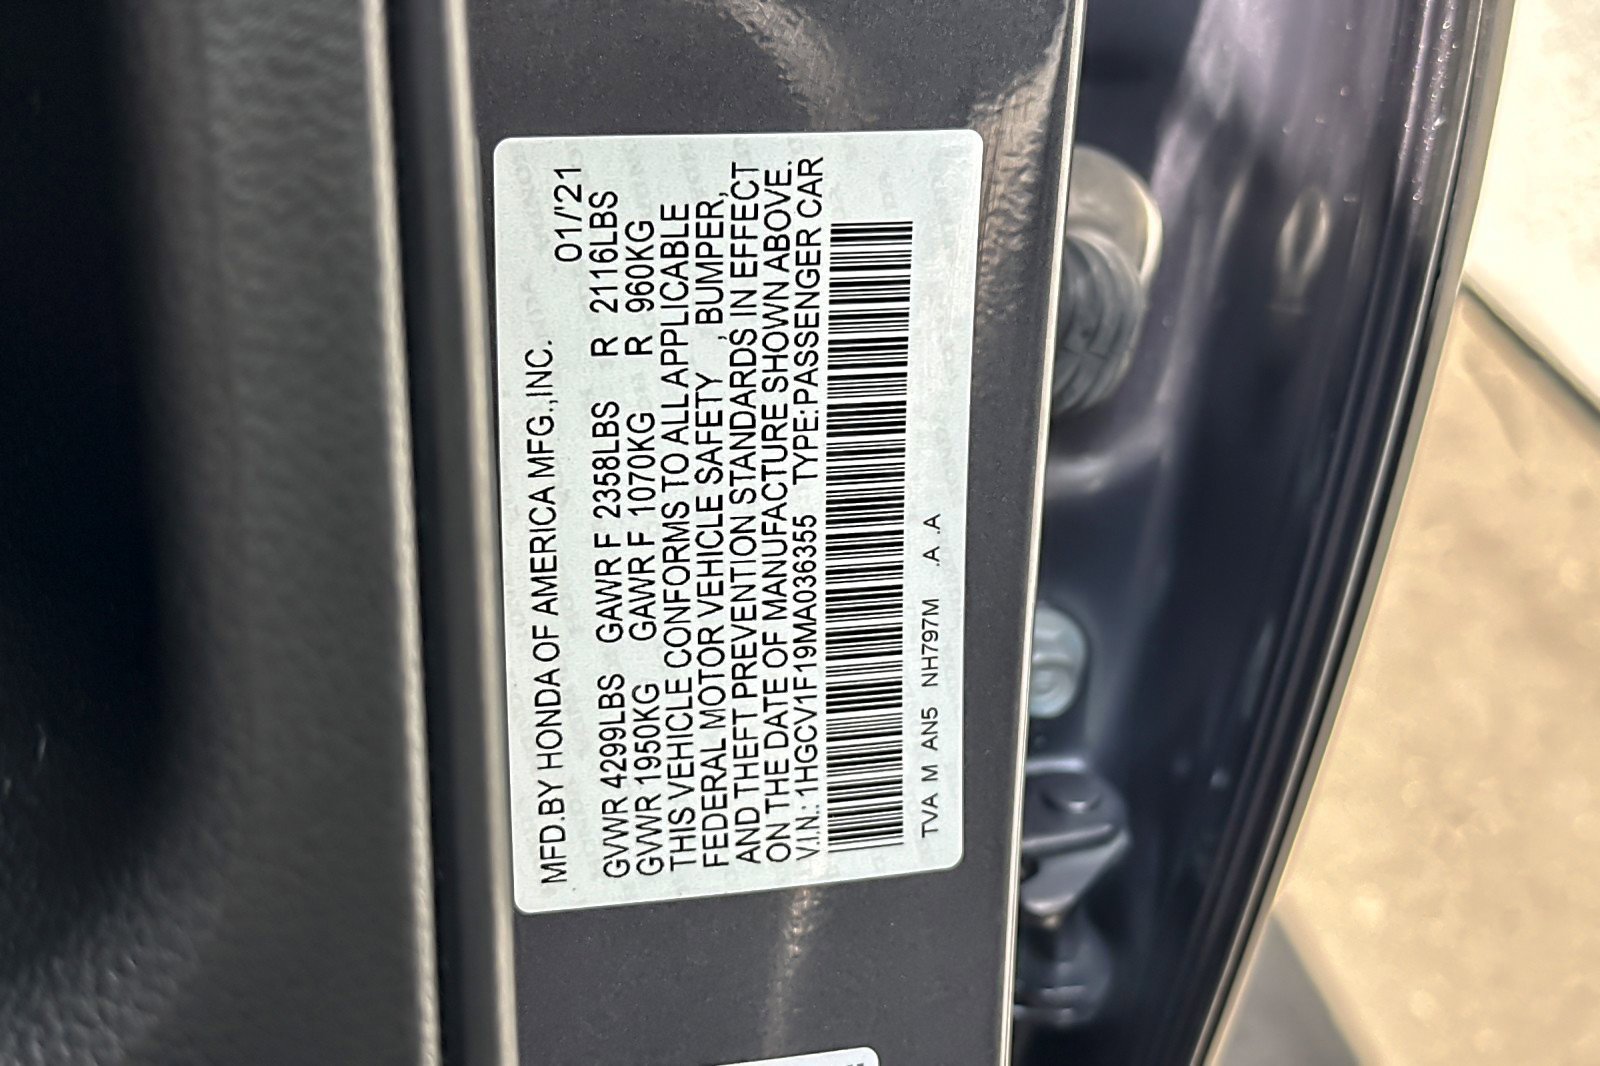 MFD.BY HONDA OF AMERICA MFG.,INC. 01/'21
GVWR 4299LBS GAWR F 2358LBS R 2116LBS
GVWR 1950KG GAWR F 1070KG R 960KG
THIS VEHICLE CONFORMS TO ALL APPLICABLE
FEDERAL MOTOR VEHICLE SAFETY , BUMPER,
AND THEFT PREVENTION STANDARDS IN EFFECT
ON THE DATE OF MANUFACTURE SHOWN ABOVE.
V.I.N.: 1HGCV1F19MA036355 TYPE:PASSENGER CAR
TVA M AN5 NH797M .A .A